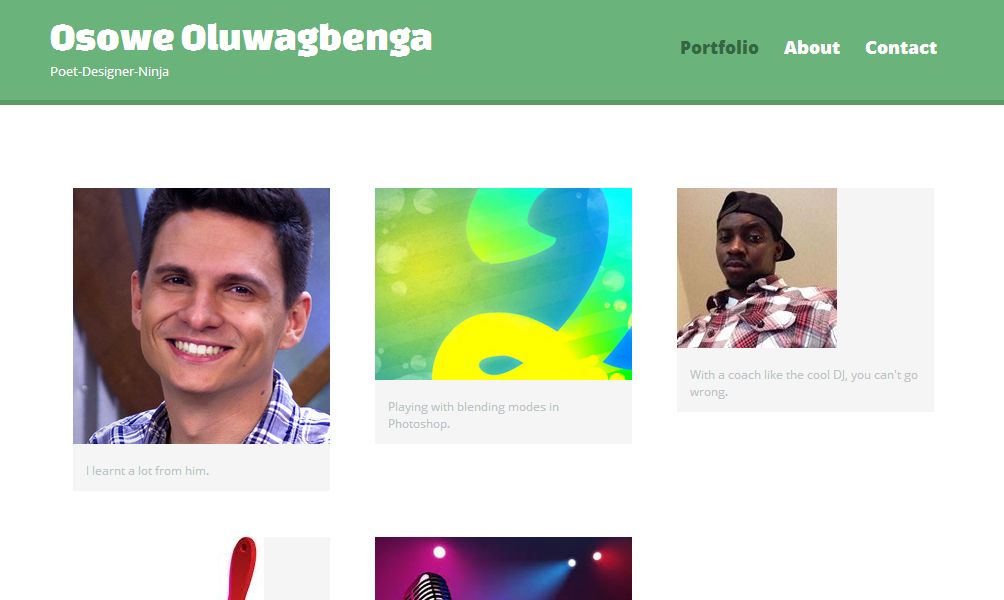 Osowe Oluwagbenga
Poet-Designer-Ninja
Portfolio About Contact
I learnt a lot from him.
Playing with blending modes in
Photoshop.
With a coach like the cool DJ, you can't go
wrong.